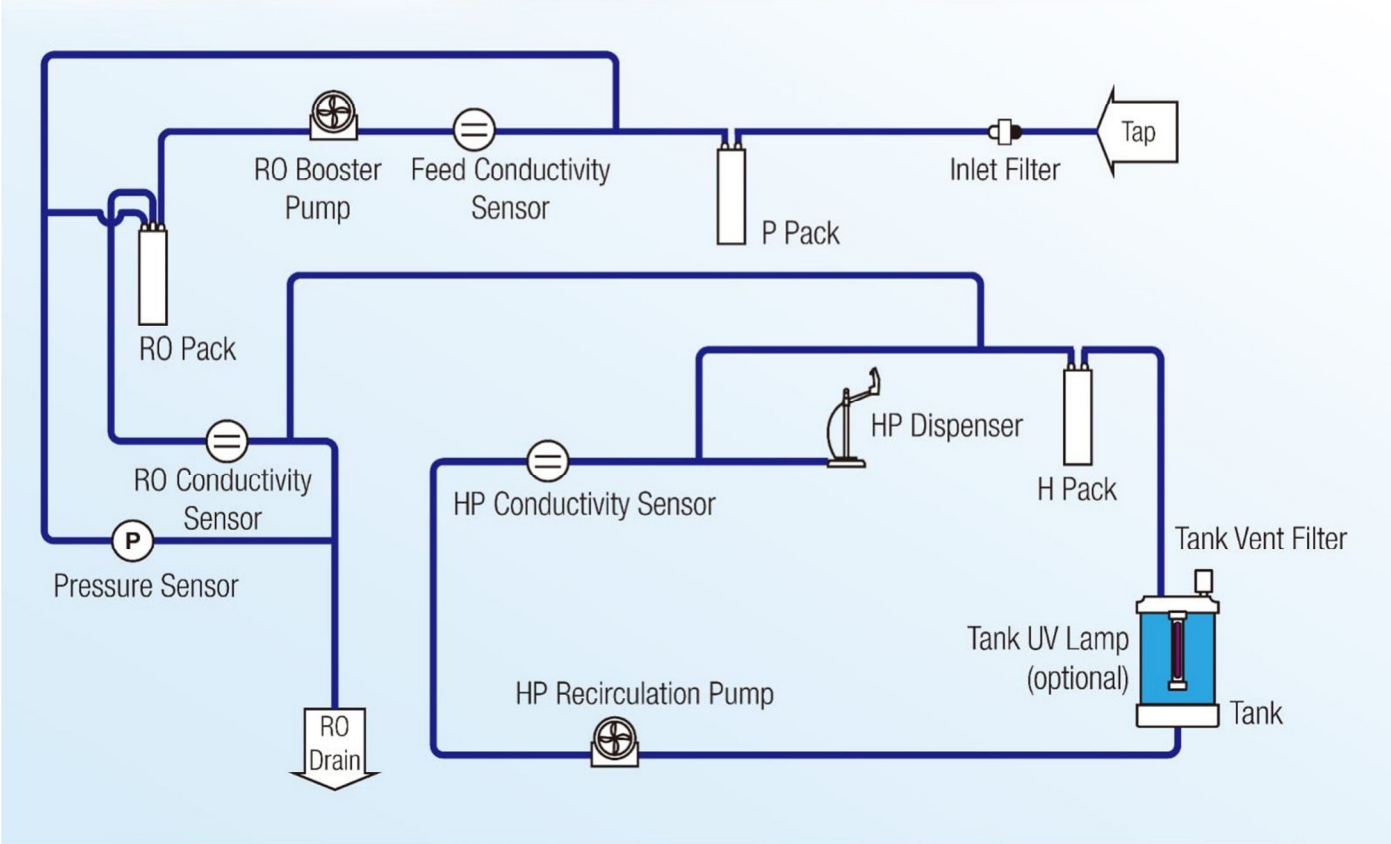 Tap
Inlet Filter
RO Booster
Pump
Feed Conductivity
Sensor
P Pack
RO Pack
HP Dispenser
H Pack
RO Conductivity
Sensor
HP Conductivity Sensor
P
Pressure Sensor
Tank Vent Filter
Tank UV Lamp
(optional)
Tank
HP Recirculation Pump
RO
Drain